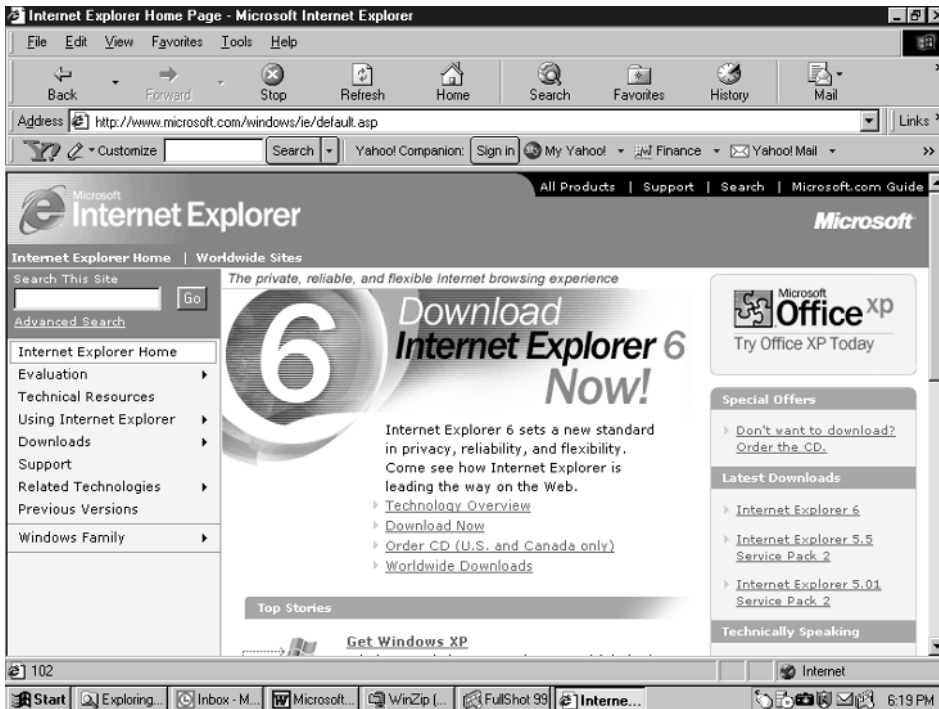 Internet Explorer Home Page - Microsoft Internet Explorer
File Edit View Favorites Tools Help
Back Forward Stop Refresh Home Search Favorites History Mail
Address http://www.microsoft.com/windows/ie/default.asp Links
Y! Customize Search Yahoo! Companion: Sign in My Yahoo! Finance Yahoo! Mail »
All Products | Support | Search | Microsoft.com Guide
Microsoft
Internet Explorer
Microsoft
Internet Explorer Home | Worldwide Sites
Search This Site
Go
Advanced Search
Internet Explorer Home
Evaluation
Technical Resources
Using Internet Explorer
Downloads
Support
Related Technologies
Previous Versions
Windows Family
The private, reliable, and flexible Internet browsing experience
6
Download
Internet Explorer 6
Now!
Internet Explorer 6 sets a new standard
in privacy, reliability, and flexibility.
Come see how Internet Explorer is
leading the way on the Web.
Technology Overview
Download Now
Order CD (U.S. and Canada only)
Worldwide Downloads
Top Stories
Get Windows XP
Microsoft
Office xp
Try Office XP Today
Special Offers
Don't want to download?
Order the CD.
Latest Downloads
Internet Explorer 6
Internet Explorer 5.5
Service Pack 2
Internet Explorer 5.01
Service Pack 2
Technically Speaking
102 Internet
Start Exploring... Inbox - M... Microsoft... WinZip (... FullShot 99 Interne... 6:19 PM